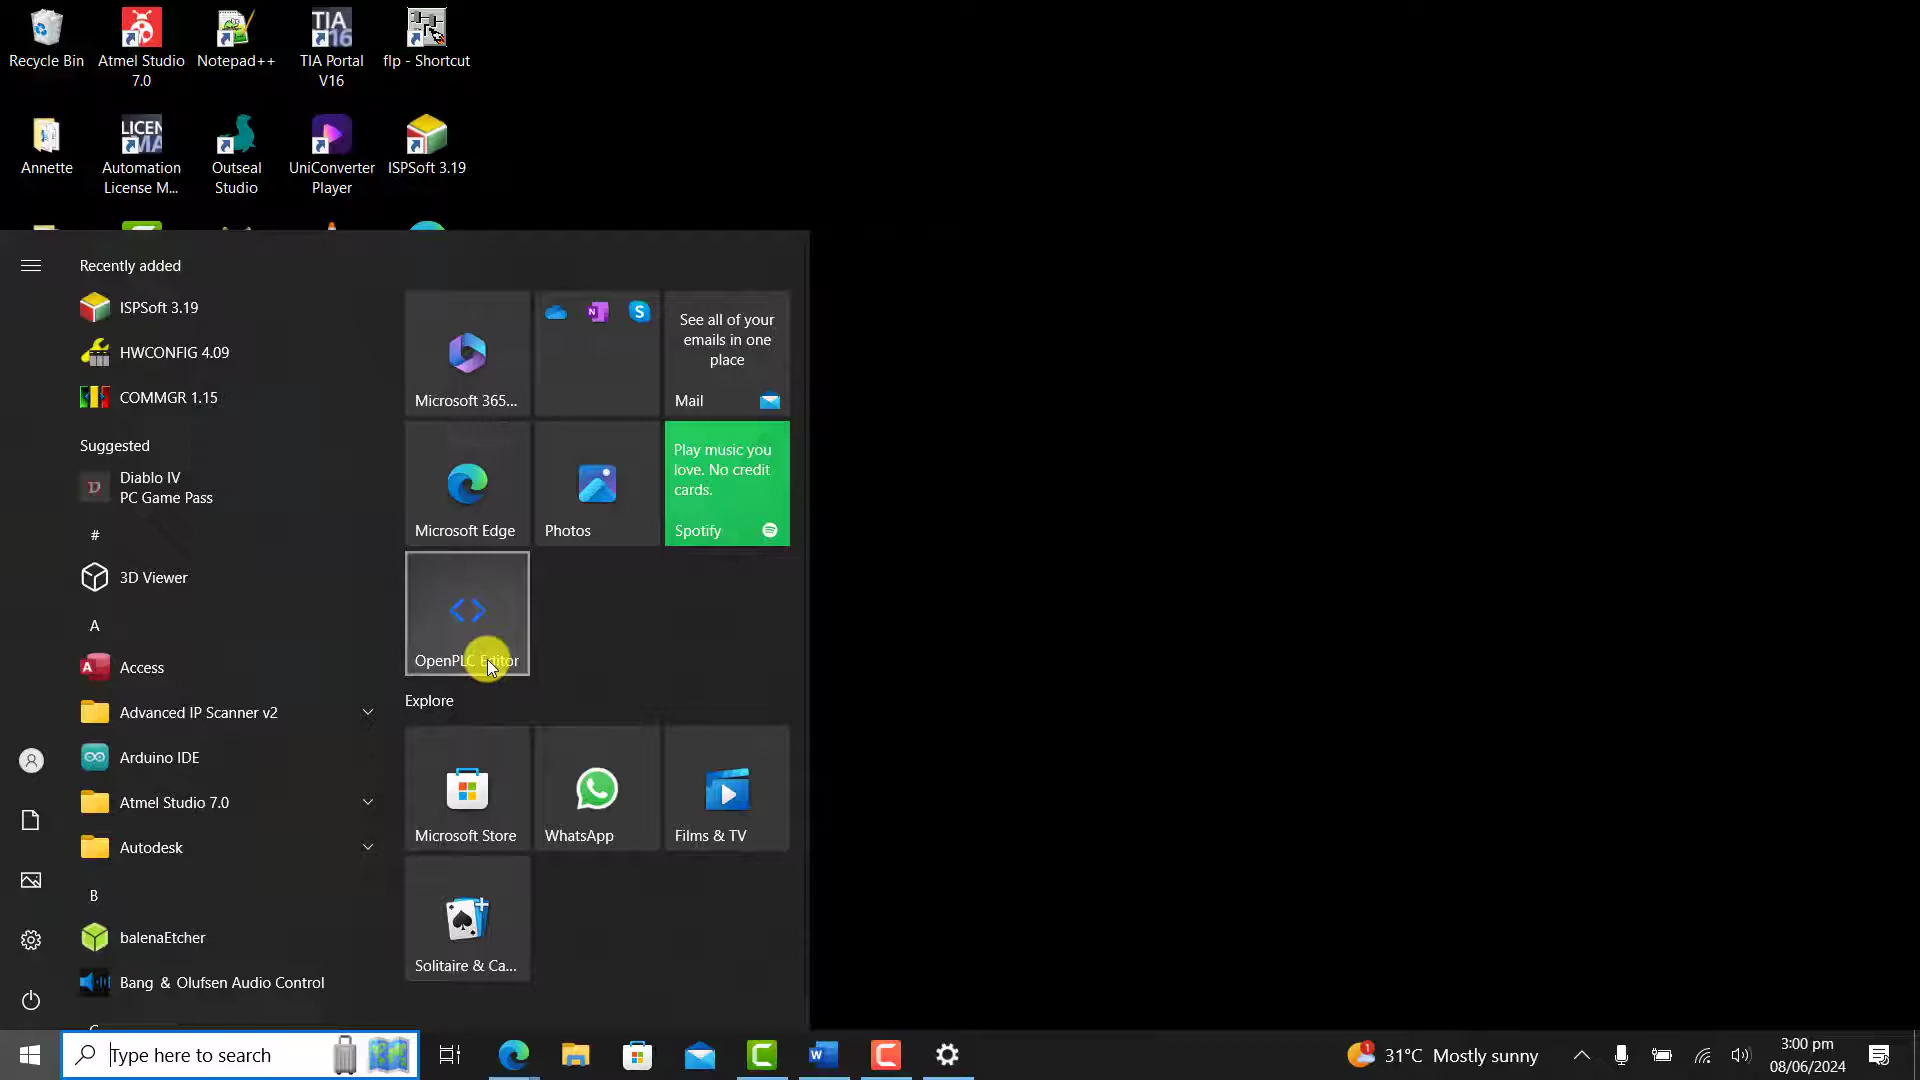 Recycle Bin
Atmel Studio
7.0
Notepad++
TIA
16
TIA Portal
V16
flp - Shortcut
Annette
LICEN
MA
Automation
License M...
Outseal
Studio
UniConverter
Player
ISPSoft 3.19
Recently added
ISPSoft 3.19
HWCONFIG 4.09
COMMGR 1.15
Suggested
Diablo IV
PC Game Pass
#
3D Viewer
A
Access
Advanced IP Scanner v2
Arduino IDE
Atmel Studio 7.0
Autodesk
B
balenaEtcher
Bang & Olufsen Audio Control
Microsoft 365...
See all of your
emails in one
place
Mail
Microsoft Edge
Photos
Play music you
love. No credit
cards.
Spotify
OpenPLC Editor
Explore
Microsoft Store
WhatsApp
Films & TV
Solitaire & Ca...
Type here to search
1
31°C Mostly sunny
3:00 pm
08/06/2024